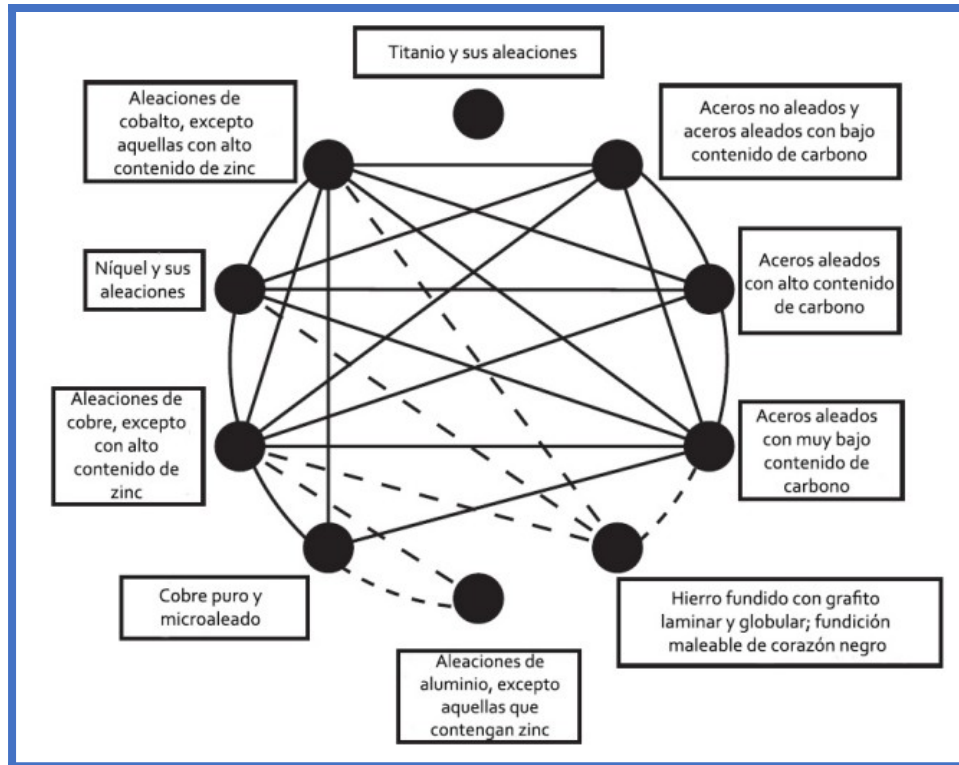 Titanio y sus aleaciones
Aleaciones de
cobalto, excepto
aquellas con alto
contenido de zinc
Aceros no aleados y
aceros aleados con bajo
contenido de carbono
Níquel y sus
aleaciones
Aceros aleados
con alto contenido
de carbono
Aleaciones de
cobre, excepto
con alto
contenido de
zinc
Aceros aleados
con muy bajo
contenido de
carbono
Cobre puro y
microaleado
Hierro fundido con grafito
laminar y globular; fundición
maleable de corazón negro
Aleaciones de
aluminio, excepto
aquellas que
contengan zinc